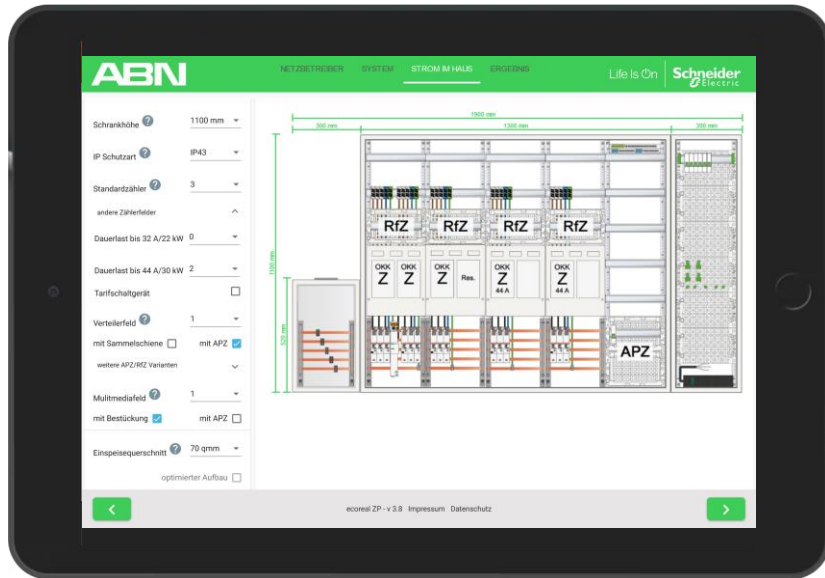 ABN
NETZBETREIBER SYSTEM STROM IM HAUS ERGEBNIS
Life Is On Schneider Electric
Schrankhöhe ? 1100 mm
IP Schutzart ? IP43
Standardzähler ? 3
andere Zählerfelder
Dauerlast bis 32 A/22 kW 0
Dauerlast bis 44 A/30 kW 2
Tarifschaltgerät
Verteilerfeld ? 1
mit Sammelschiene mit APZ
weitere APZ/RfZ Varianten
Mulitmediafeld ? 1
mit Bestückung mit APZ
Einspeisequerschnitt ? 70 qmm
optimierter Aufbau
1900 mm
300 mm 1300 mm 300 mm
1100 mm
525 mm
RfZ RfZ RfZ RfZ
OKK OKK OKK OKK OKK
Z Z Z Res. Z Z
44 A 44 A
APZ
ecoreal ZP - v 3.8 Impressum Datenschutz